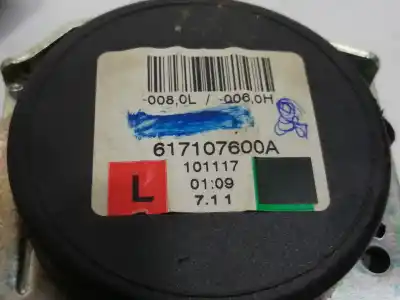 -008,0L / -006,0H
617107600A
101117
L
01:09
7.11